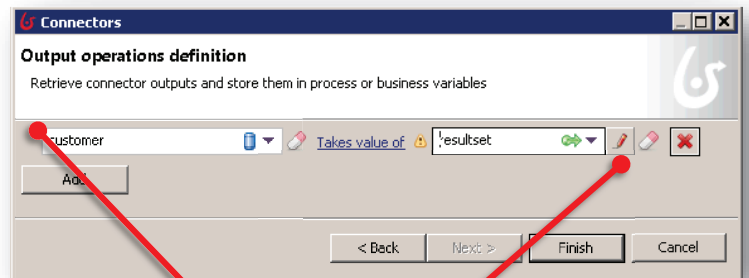 Connectors
Output operations definition
Retrieve connector outputs and store them in process or business variables
customer Takes value of resultset
Add
< Back Next > Finish Cancel